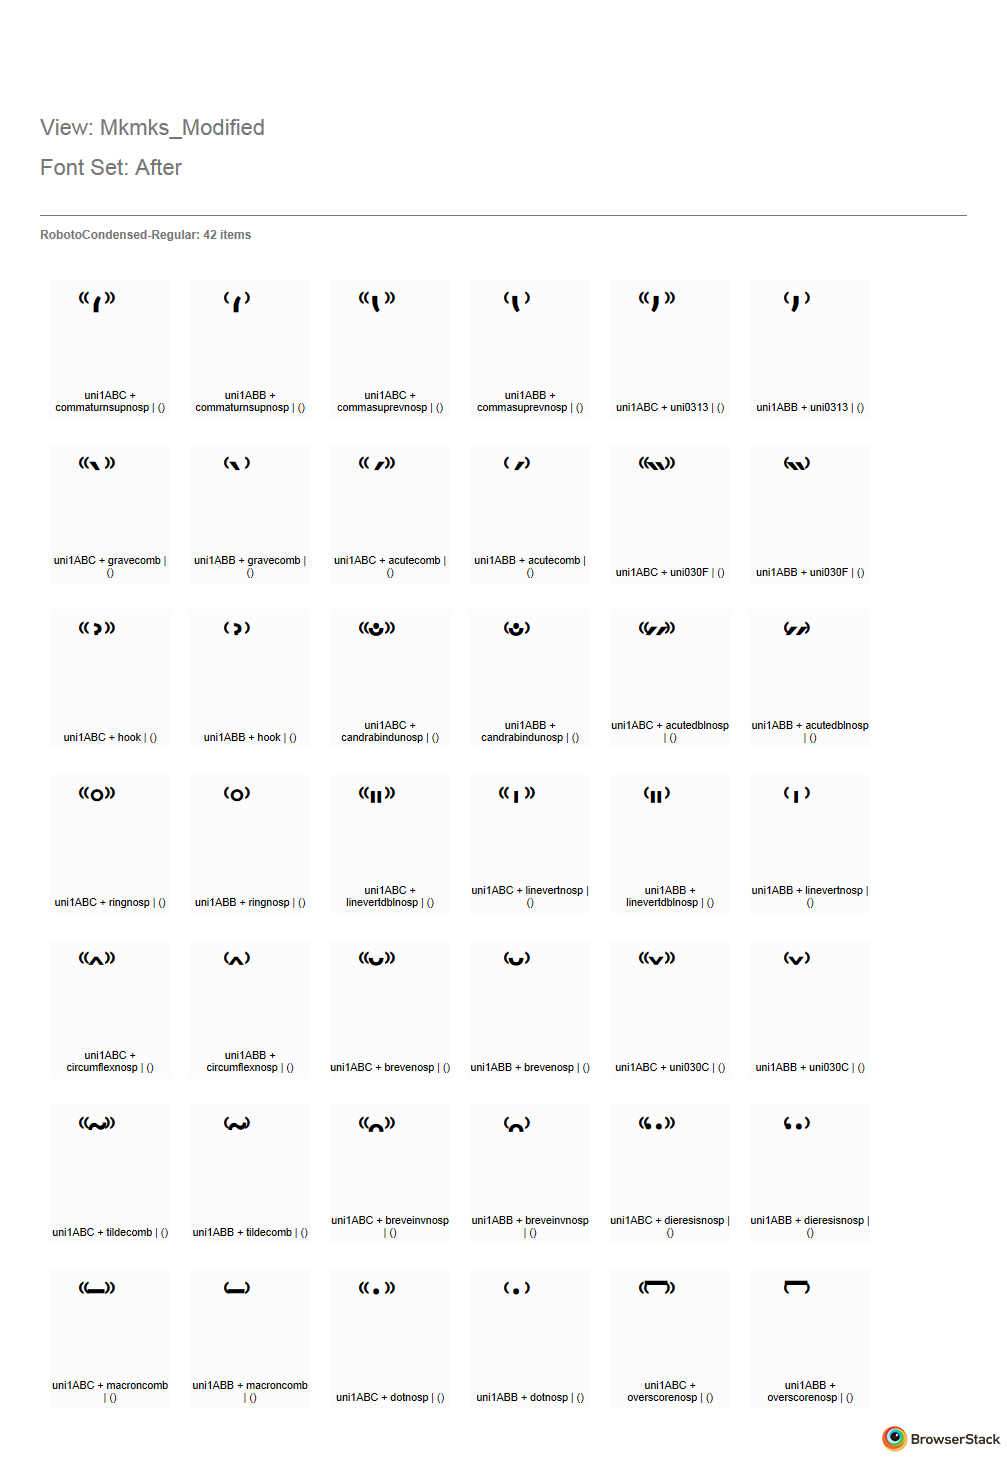 View: Mkmks_Modified
Font Set: After
RobotoCondensed-Regular: 42 items
uni1ABC +
commaturnsupnosp | ()
uni1ABB +
commaturnsupnosp | ()
uni1ABC +
commasuprevnosp | ()
uni1ABB +
commasuprevnosp | ()
uni1ABC + uni0313 | ()
uni1ABB + uni0313 | ()
uni1ABC + gravecomb |
()
uni1ABB + gravecomb |
()
uni1ABC + acutecomb |
()
uni1ABB + acutecomb |
()
uni1ABC + uni030F | ()
uni1ABB + uni030F | ()
uni1ABC + hook | ()
uni1ABB + hook | ()
uni1ABC +
candrabindunosp | ()
uni1ABB +
candrabindunosp | ()
uni1ABC + acutedblnosp
| ()
uni1ABB + acutedblnosp
| ()
uni1ABC + ringnosp | ()
uni1ABB + ringnosp | ()
uni1ABC +
linevertdblnosp | ()
uni1ABC + linevertnosp |
()
uni1ABB +
linevertdblnosp | ()
uni1ABB + linevertnosp |
()
uni1ABC +
circumflexnosp | ()
uni1ABB +
circumflexnosp | ()
uni1ABC + brevenosp | ()
uni1ABB + brevenosp | ()
uni1ABC + uni030C | ()
uni1ABB + uni030C | ()
uni1ABC + tildecomb | ()
uni1ABB + tildecomb | ()
uni1ABC + breveinvnosp
| ()
uni1ABB + breveinvnosp
| ()
uni1ABC + dieresisnosp |
()
uni1ABB + dieresisnosp |
()
uni1ABC + macroncomb
| ()
uni1ABB + macroncomb
| ()
uni1ABC + dotnosp | ()
uni1ABB + dotnosp | ()
uni1ABC +
overscorenosp | ()
uni1ABB +
overscorenosp | ()
BrowserStack